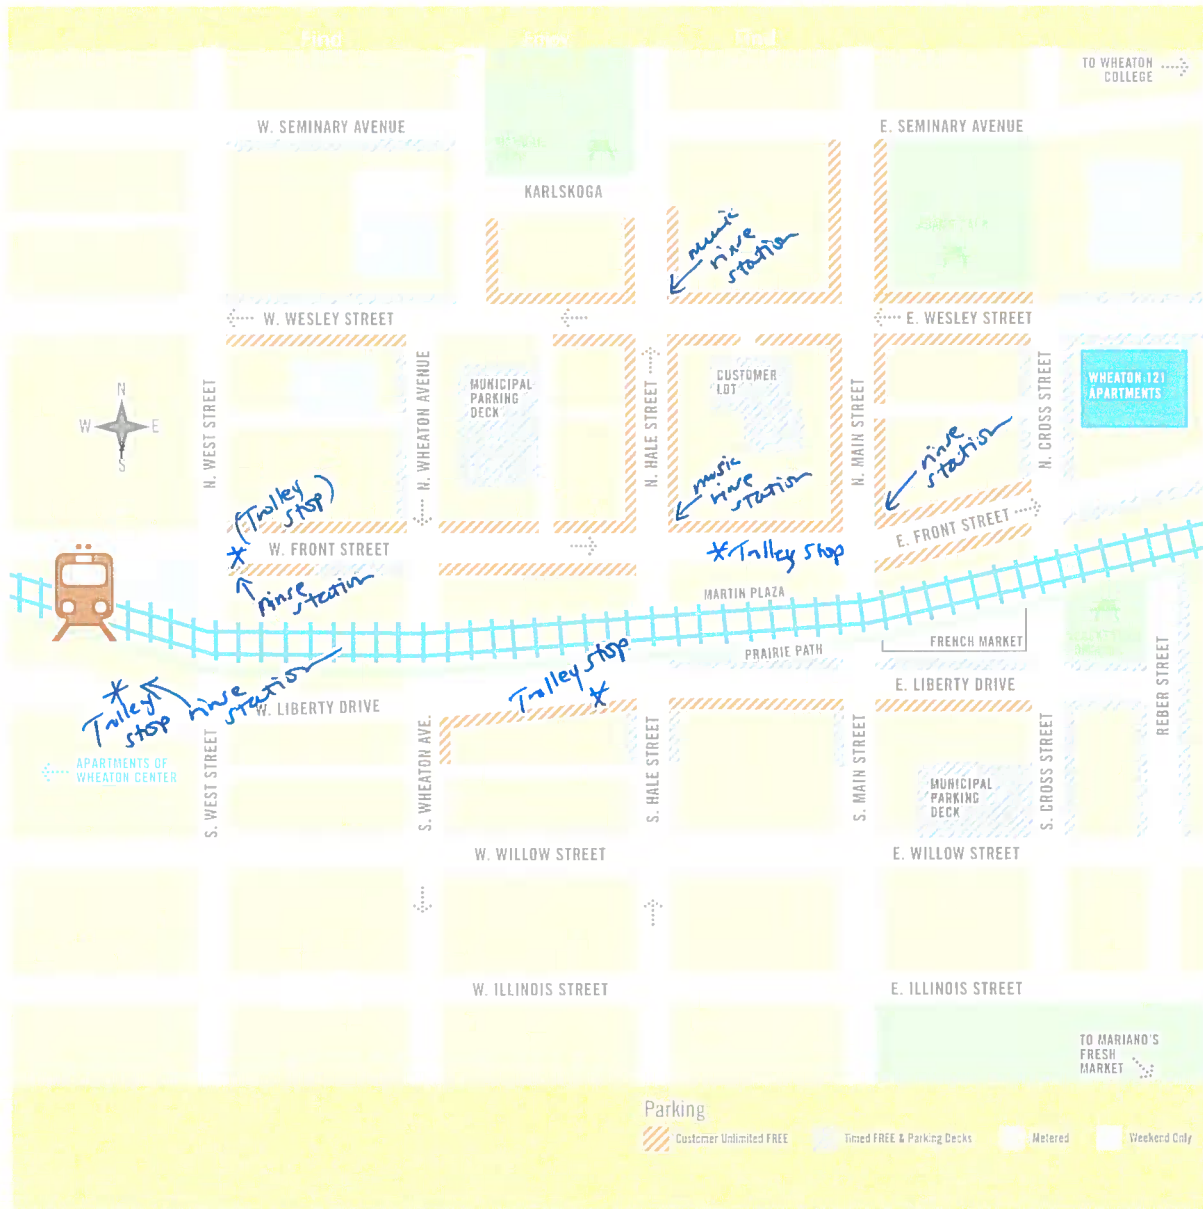 Find
Enjoy
Find
TO WHEATON
COLLEGE
W. SEMINARY AVENUE
E. SEMINARY AVENUE
KARLSKOGA
music
rinse
station
W. WESLEY STREET
E. WESLEY STREET
N
W
E
S
N. WEST STREET
N. WHEATON AVENUE
MUNICIPAL
PARKING
DECK
N. HALE STREET
CUSTOMER
LOT
N. MAIN STREET
N. CROSS STREET
WHEATON 121
APARTMENTS
(Trolley
stop)
*
music
rinse
station
rinse
station
W. FRONT STREET
E. FRONT STREET
*Trolley stop
rinse
station
MARTIN PLAZA
PRAIRIE PATH
FRENCH MARKET
REBER STREET
*
Trolley
stop
rinse
station
Trolley stop
*
W. LIBERTY DRIVE
E. LIBERTY DRIVE
APARTMENTS OF
WHEATON CENTER
S. WEST STREET
S. WHEATON AVE.
S. HALE STREET
S. MAIN STREET
MUNICIPAL
PARKING
DECK
S. CROSS STREET
W. WILLOW STREET
E. WILLOW STREET
W. ILLINOIS STREET
E. ILLINOIS STREET
TO MARIANO'S
FRESH
MARKET
Parking
Customer Unlimited FREE
Timed FREE & Parking Decks
Metered
Weekend Only